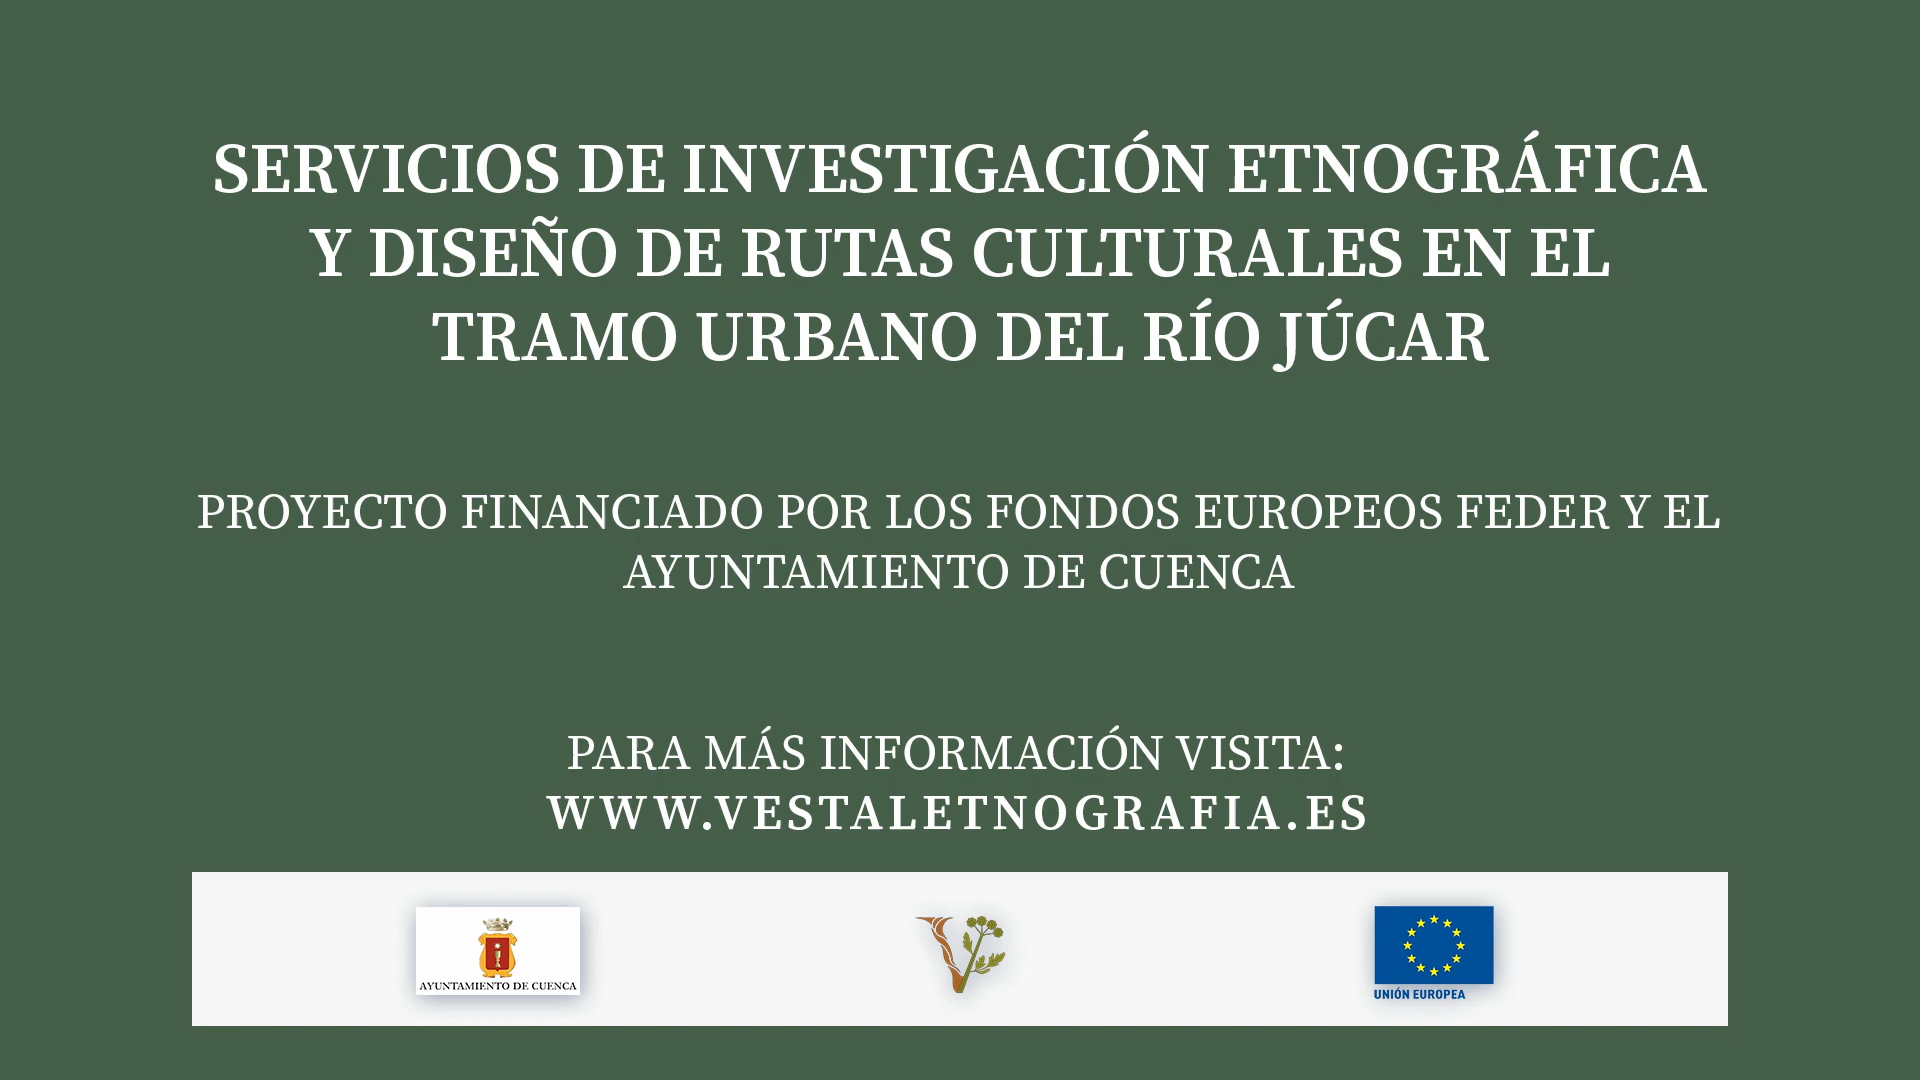 SERVICIOS DE INVESTIGACIÓN ETNOGRÁFICA
Y DISEÑO DE RUTAS CULTURALES EN EL
TRAMO URBANO DEL RÍO JÚCAR
PROYECTO FINANCIADO POR LOS FONDOS EUROPEOS FEDER Y EL
AYUNTAMIENTO DE CUENCA
PARA MÁS INFORMACIÓN VISITA:
WWW.VESTALETNOGRAFIA.ES
AYUNTAMIENTO DE CUENCA
UNIÓN EUROPEA